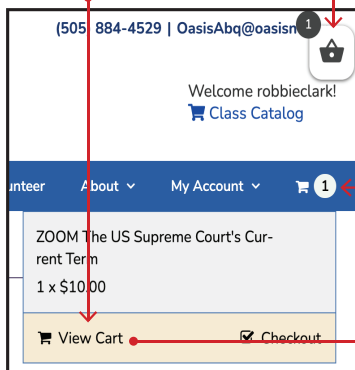 (505) 884-4529 | OasisAbq@oasisn
1
Welcome robbieclark!
Class Catalog
unteer About My Account 1
ZOOM The US Supreme Court's Cur-
rent Term
1 x $10.00
View Cart Checkout